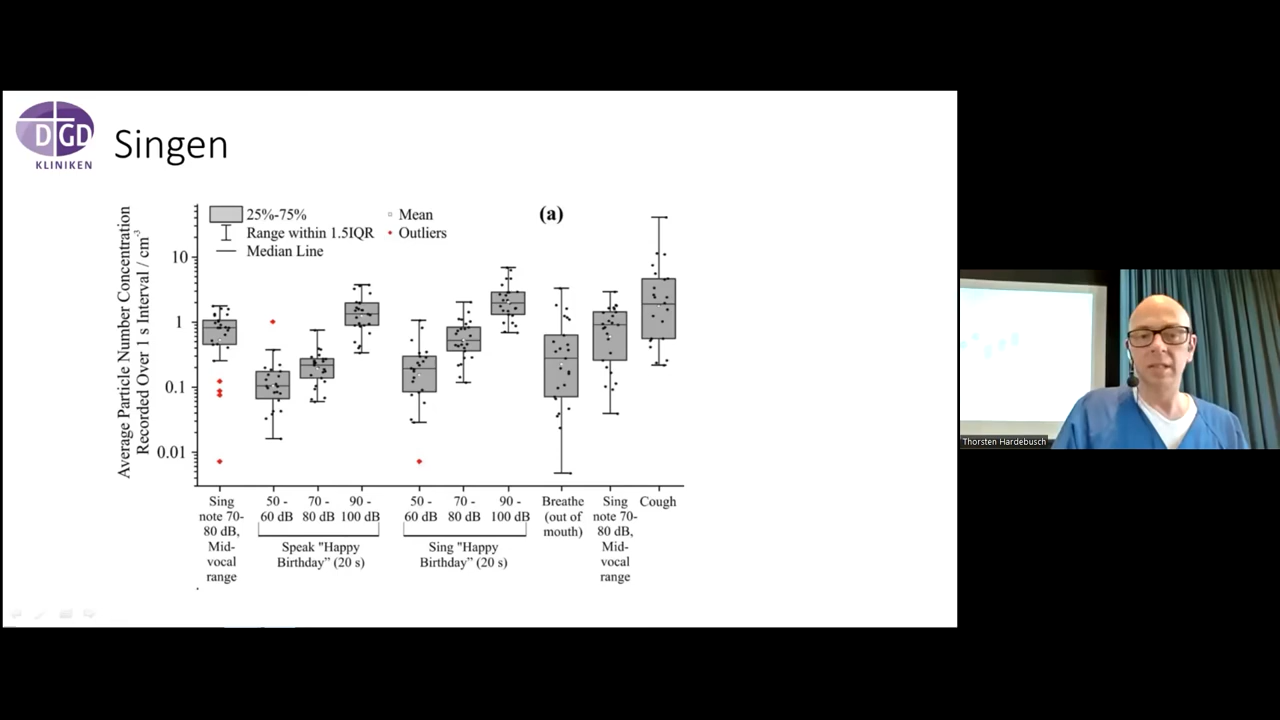 DGD
KLINIKEN
Singen
Average Particle Number Concentration
Recorded Over 1 s Interval / cm⁻³
25%-75%
Range within 1.5IQR
Median Line
Mean
Outliers
(a)
10
1
0.1
0.01
Sing
note 70-
80 dB,
Mid-
vocal
range
50 -
60 dB
70 -
80 dB
90 -
100 dB
Speak "Happy
Birthday” (20 s)
50 -
60 dB
70 -
80 dB
90 -
100 dB
Sing "Happy
Birthday” (20 s)
Breathe
(out of
mouth)
Sing
note 70-
80 dB,
Mid-
vocal
range
Cough
Thorsten Hardebusch